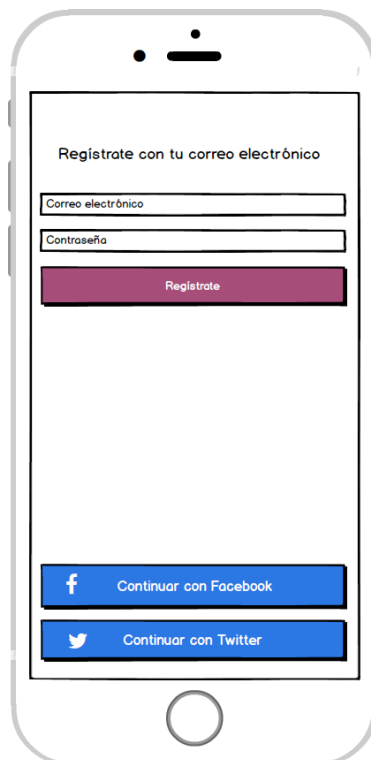 Regístrate con tu correo electrónico
Correo electrónico
Contraseña
Regístrate
Continuar con Facebook
Continuar con Twitter